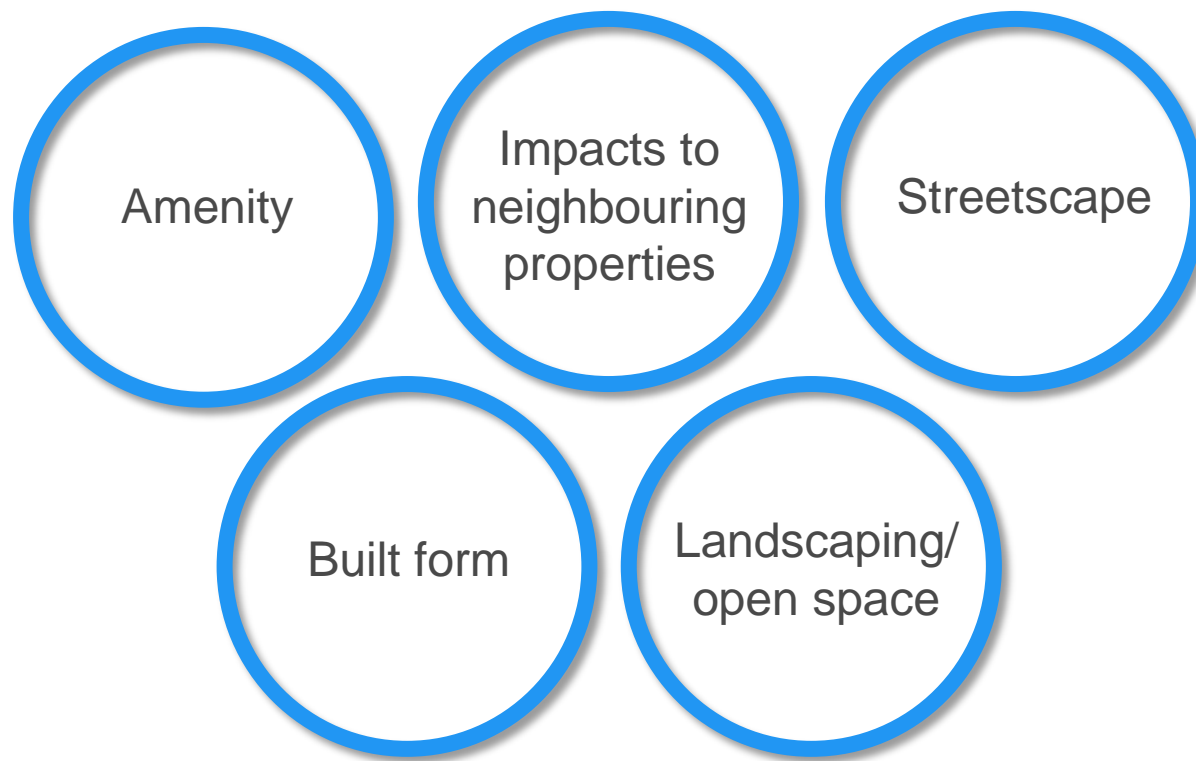 Amenity
Impacts to
neighbouring
properties
Streetscape
Built form
Landscaping/
open space